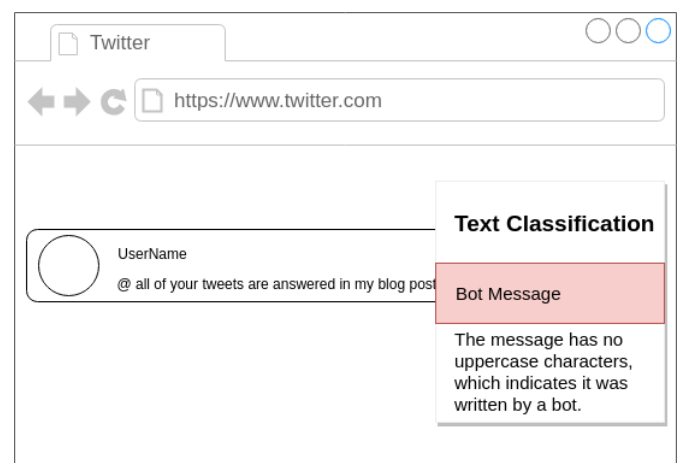 Twitter
https://www.twitter.com
UserName
@ all of your tweets are answered in my blog post
Text Classification
Bot Message
The message has no
uppercase characters,
which indicates it was
written by a bot.